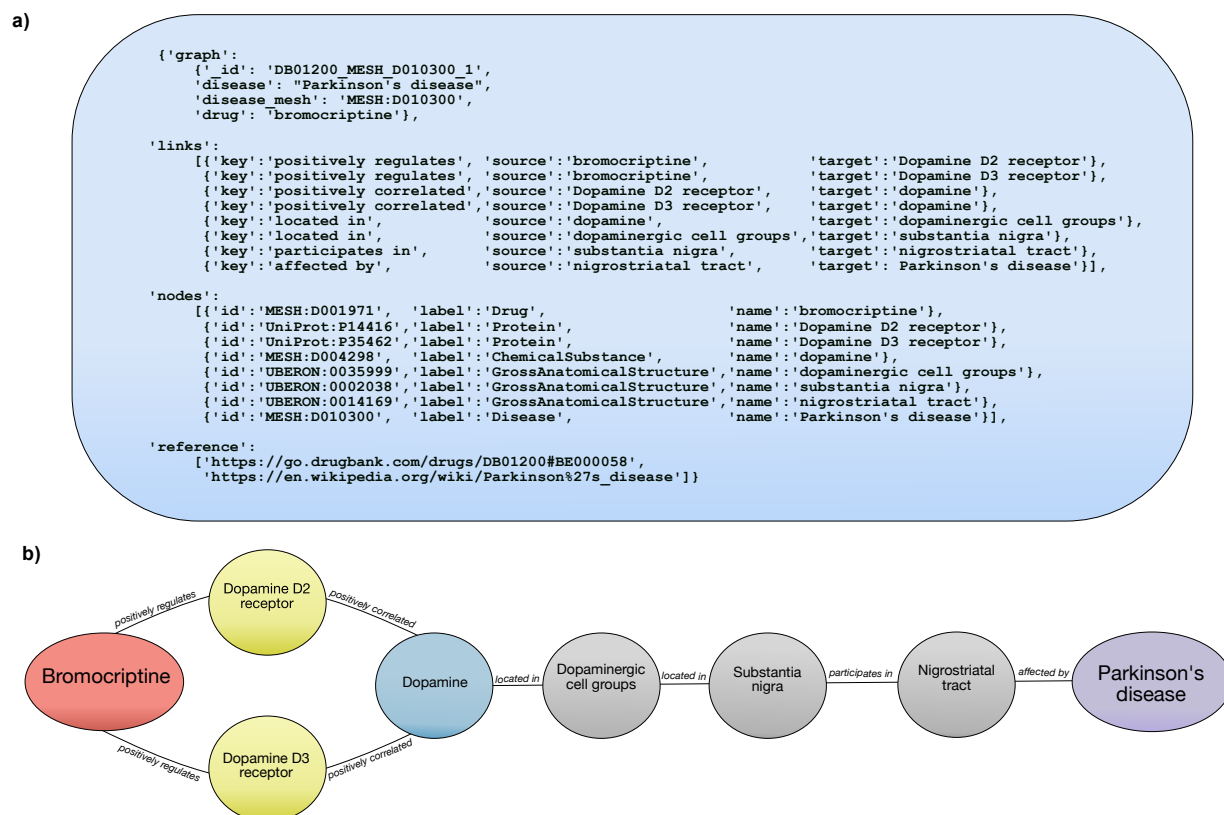 a)
{'graph':
{'_id': 'DB01200_MESH_D010300_1',
'disease': "Parkinson's disease",
'disease_mesh': 'MESH:D010300',
'drug': 'bromocriptine'},
'links':
[{'key':'positively regulates', 'source':'bromocriptine', 'target':'Dopamine D2 receptor'},
{'key':'positively regulates', 'source':'bromocriptine', 'target':'Dopamine D3 receptor'},
{'key':'positively correlated','source':'Dopamine D2 receptor', 'target':'dopamine'},
{'key':'positively correlated','source':'Dopamine D3 receptor', 'target':'dopamine'},
{'key':'located in', 'source':'dopamine', 'target':'dopaminergic cell groups'},
{'key':'located in', 'source':'dopaminergic cell groups','target':'substantia nigra'},
{'key':'participates in', 'source':'substantia nigra', 'target':'nigrostriatal tract'},
{'key':'affected by', 'source':'nigrostriatal tract', 'target': Parkinson's disease'}],
'nodes':
[{'id':'MESH:D001971', 'label':'Drug', 'name':'bromocriptine'},
{'id':'UniProt:P14416','label':'Protein', 'name':'Dopamine D2 receptor'},
{'id':'UniProt:P35462','label':'Protein', 'name':'Dopamine D3 receptor'},
{'id':'MESH:D004298', 'label':'ChemicalSubstance', 'name':'dopamine'},
{'id':'UBERON:0035999','label':'GrossAnatomicalStructure','name':'dopaminergic cell groups'},
{'id':'UBERON:0002038','label':'GrossAnatomicalStructure','name':'substantia nigra'},
{'id':'UBERON:0014169','label':'GrossAnatomicalStructure','name':'nigrostriatal tract'},
{'id':'MESH:D010300', 'label':'Disease', 'name':'Parkinson's disease'}],
'reference':
['https://go.drugbank.com/drugs/DB01200#BE000058',
'https://en.wikipedia.org/wiki/Parkinson%27s_disease']}
b)
Bromocriptine
positively regulates
Dopamine D2
receptor
positively correlated
positively regulates
Dopamine D3
receptor
positively correlated
Dopamine
located in
Dopaminergic
cell groups
located in
Substantia
nigra
participates in
Nigrostriatal
tract
affected by
Parkinson's
disease